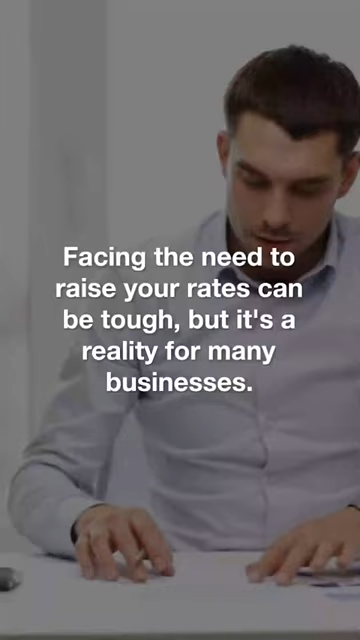 Facing the need to
raise your rates can
be tough, but it's a
reality for many
businesses.